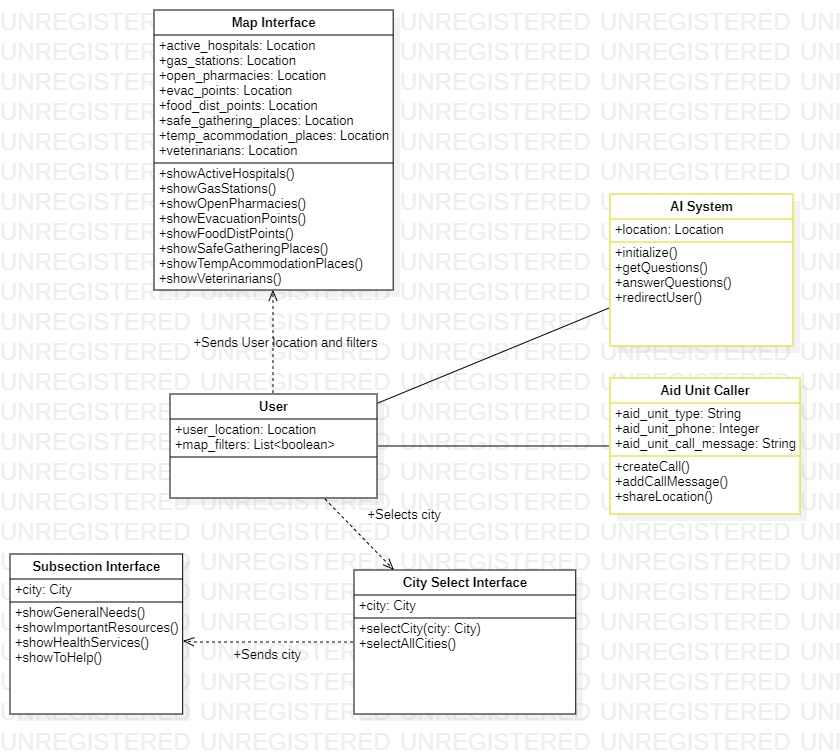 Map Interface
+active_hospitals: Location
+gas_stations: Location
+open_pharmacies: Location
+evac_points: Location
+food_dist_points: Location
+safe_gathering_places: Location
+temp_acommodation_places: Location
+veterinarians: Location
+showActiveHospitals()
+showGasStations()
+showOpenPharmacies()
+showEvacuationPoints()
+showFoodDistPoints()
+showSafeGatheringPlaces()
+showTempAcommodationPlaces()
+showVeterinarians()
AI System
+location: Location
+initialize()
+getQuestions()
+answerQuestions()
+redirectUser()
+Sends User location and filters
User
+user_location: Location
+map_filters: List<boolean>
Aid Unit Caller
+aid_unit_type: String
+aid_unit_phone: Integer
+aid_unit_call_message: String
+createCall()
+addCallMessage()
+shareLocation()
+Selects city
Subsection Interface
+city: City
+showGeneralNeeds()
+showImportantResources()
+showHealthServices()
+showToHelp()
City Select Interface
+city: City
+selectCity(city: City)
+selectAllCities()
+Sends city
UNREGISTERED